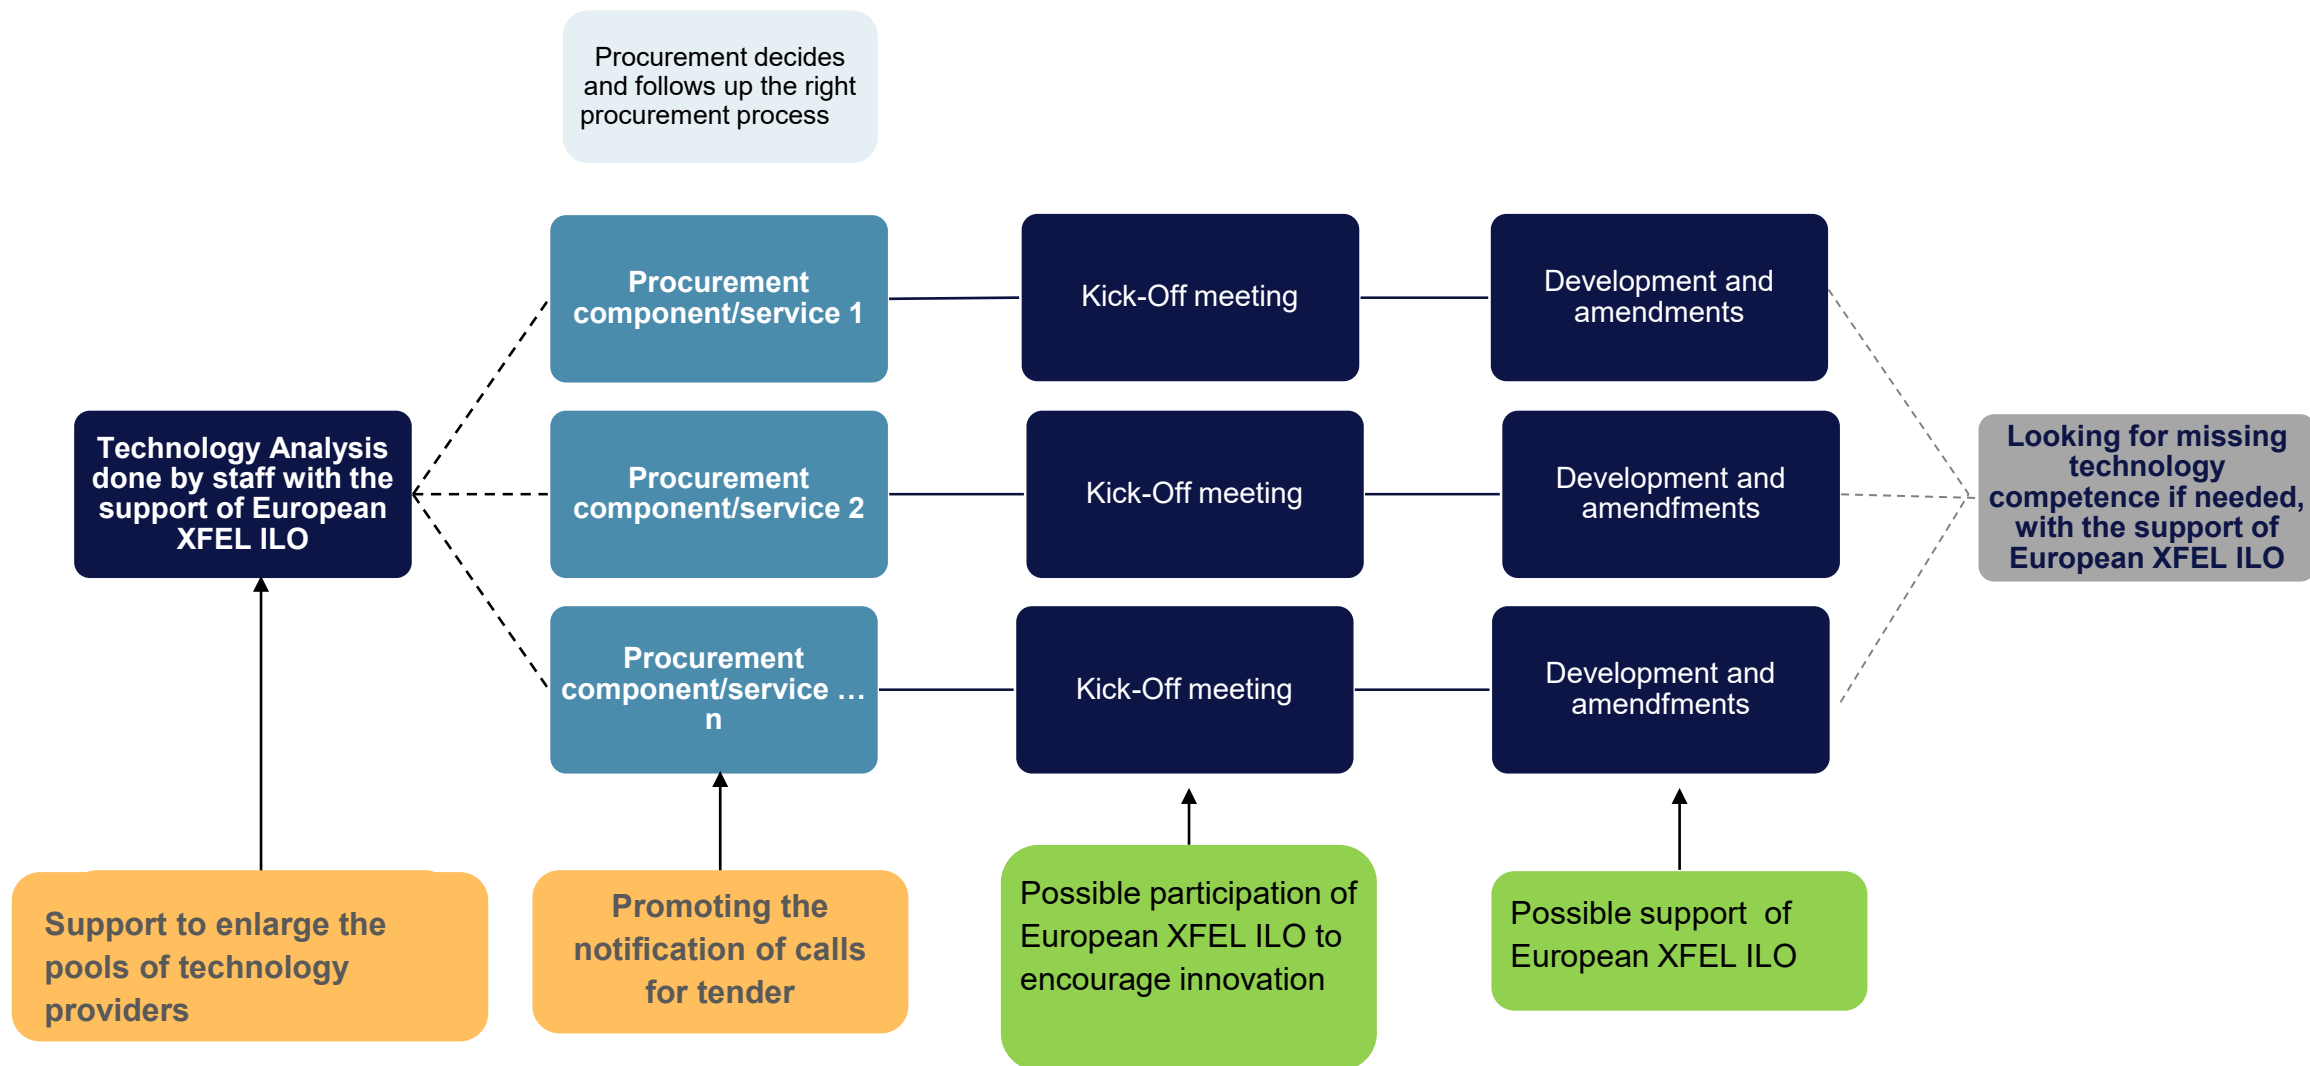 Procurement decides
and follows up the right
procurement process
Procurement
component/service 1
Kick-Off meeting
Development and
amendments
Technology Analysis
done by staff with the
support of European
XFEL ILO
Procurement
component/service 2
Kick-Off meeting
Development and
amendfments
Looking for missing
technology
competence if needed,
with the support of
European XFEL ILO
Procurement
component/service ...
n
Kick-Off meeting
Development and
amendfments
Support to enlarge the
pools of technology
providers
Promoting the
notification of calls
for tender
Possible participation of
European XFEL ILO to
encourage innovation
Possible support  of
European XFEL ILO